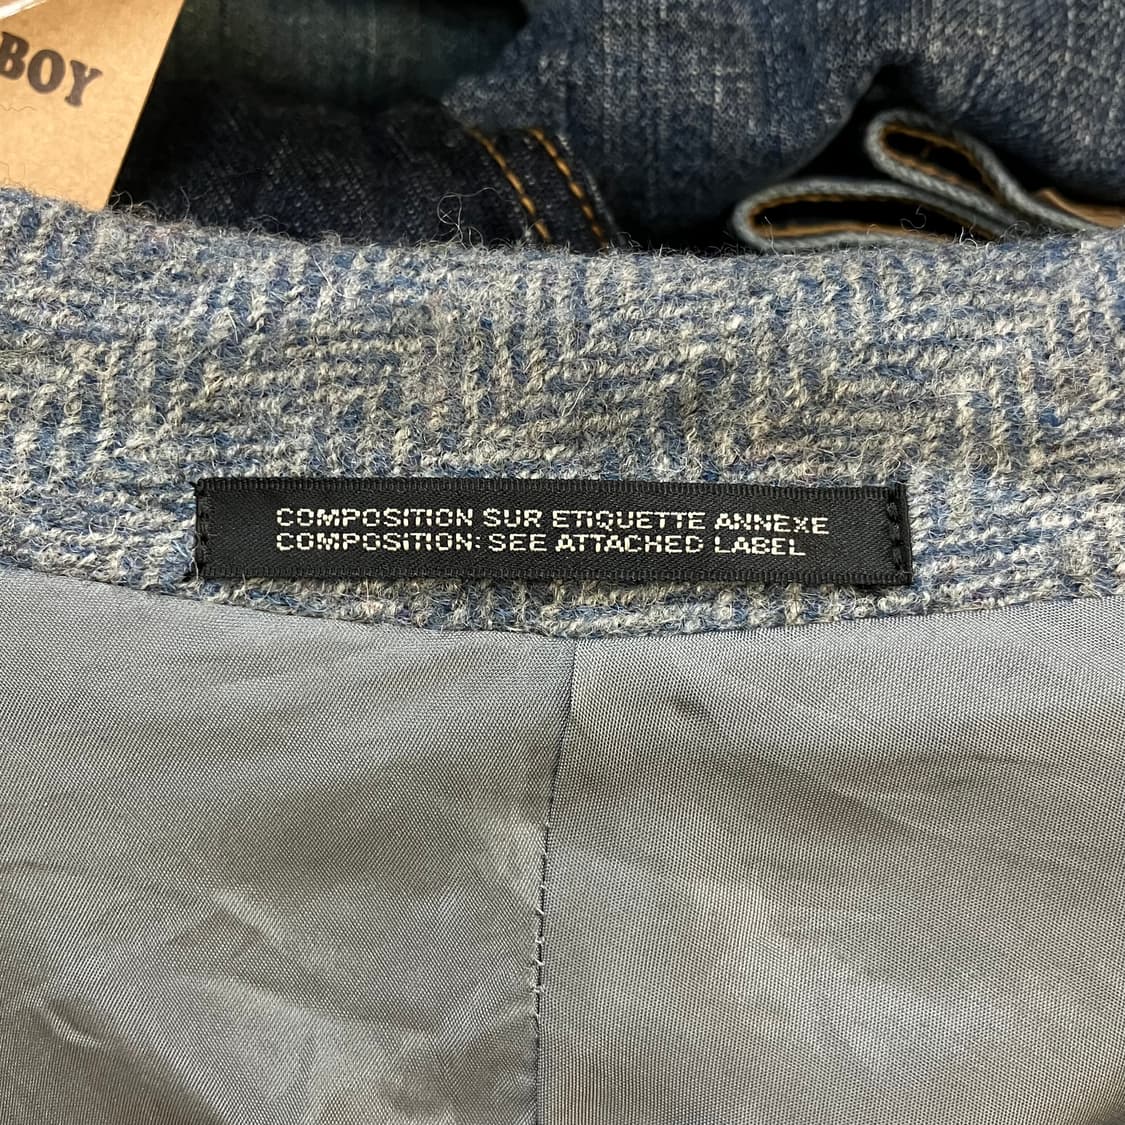 BOY
COMPOSITION SUR ETIQUETTE ANNEXE
COMPOSITION: SEE ATTACHED LABEL